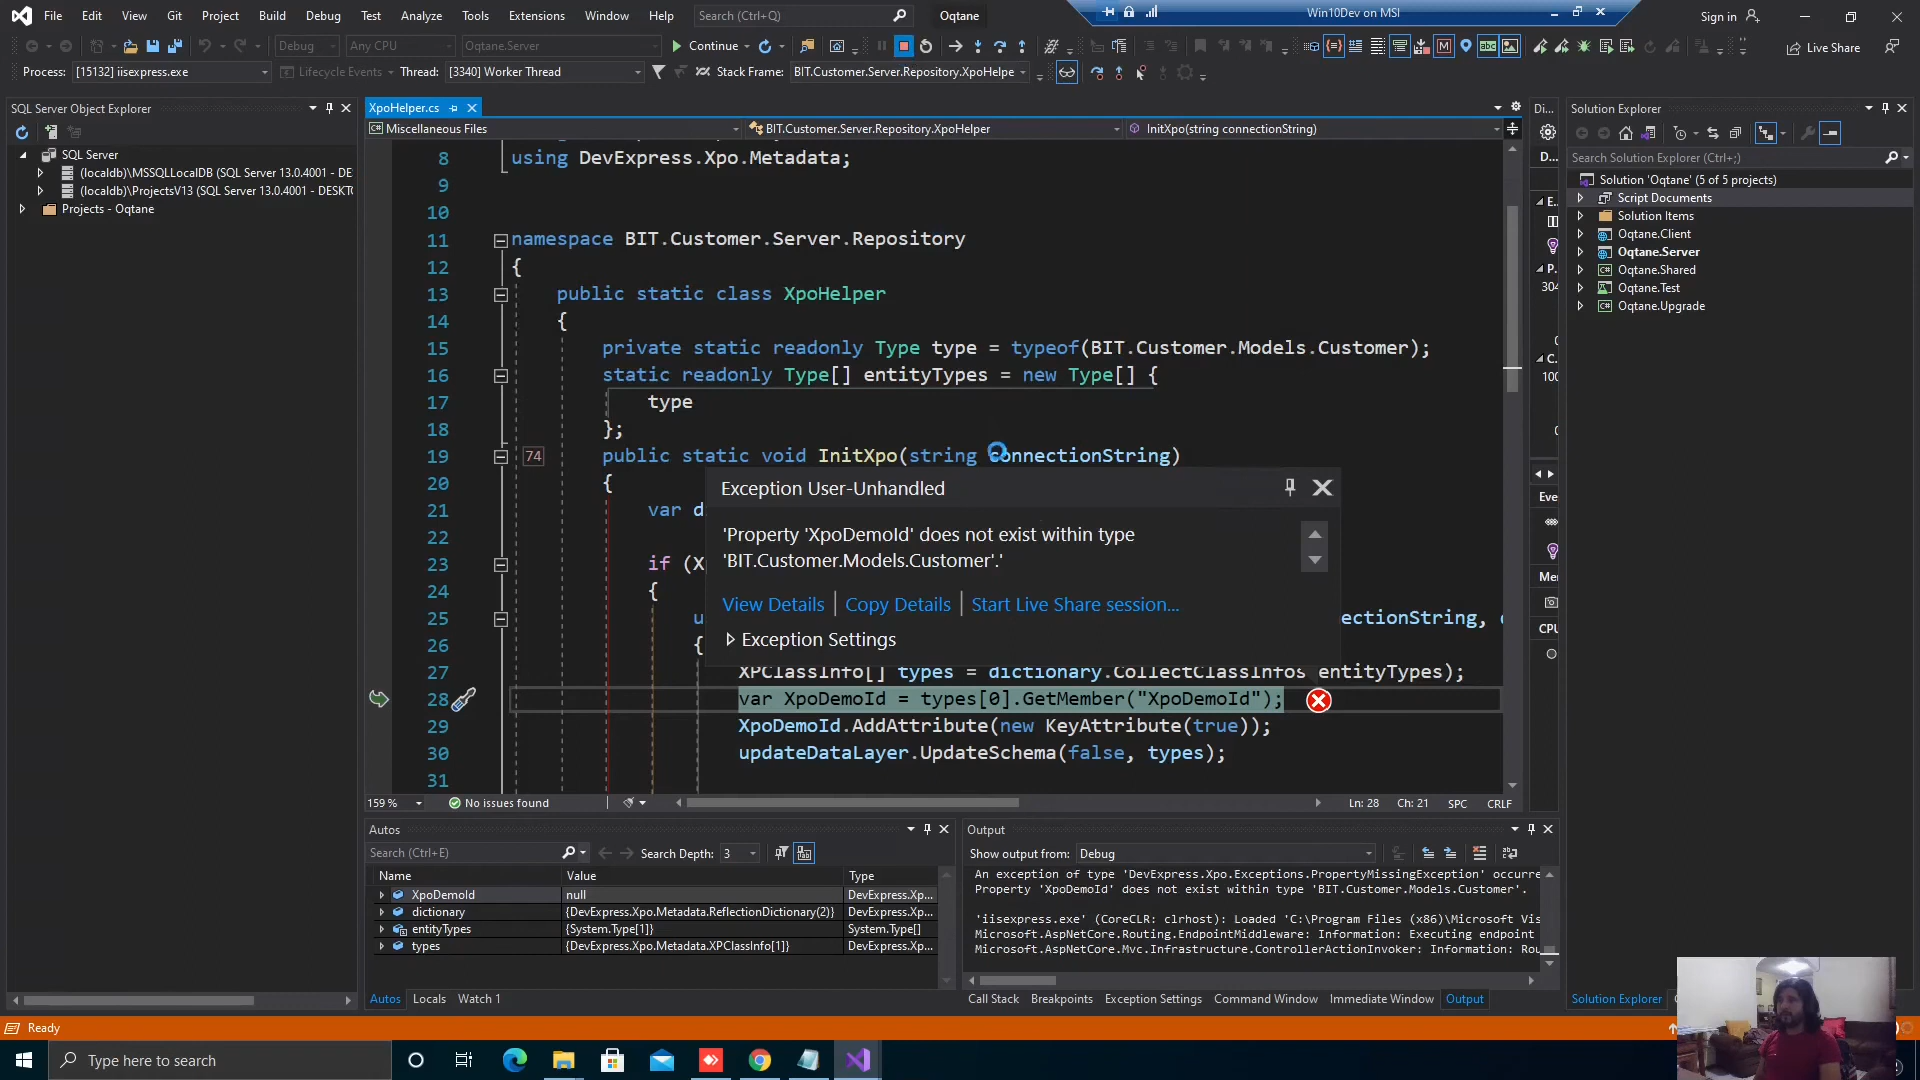 File Edit View Git Project Build Debug Test Analyze Tools Extensions Window Help Search (Ctrl+Q) Oqtane Win10Dev on MSI Sign in
Debug Any CPU Oqtane.Server Continue Live Share
Process: [15132] iisexpress.exe Lifecycle Events Thread: [3340] Worker Thread Stack Frame: BIT.Customer.Server.Repository.XpoHelpe
SQL Server Object Explorer
SQL Server
(localdb)\MSSQLLocalDB (SQL Server 13.0.4001 - DESKT
(localdb)\ProjectsV13 (SQL Server 13.0.4001 - DESKTC
Projects - Oqtane
XpoHelper.cs
Miscellaneous Files BIT.Customer.Server.Repository.XpoHelper InitXpo(string connectionString)
8 using DevExpress.Xpo.Metadata;
9
10
11 namespace BIT.Customer.Server.Repository
12 {
13 public static class XpoHelper
14 {
15 private static readonly Type type = typeof(BIT.Customer.Models.Customer);
16 static readonly Type[] entityTypes = new Type[] {
17 type
18 };
19 74 public static void InitXpo(string connectionString)
20 {
21 var d
22
23 if (X
24 {
25 u ectionString,
26 {
27 XPClassInfo[] types = dictionary.CollectClassInfos entityTypes);
28 var XpoDemoId = types[0].GetMember("XpoDemoId");
29 XpoDemoId.AddAttribute(new KeyAttribute(true));
30 updateDataLayer.UpdateSchema(false, types);
31
Exception User-Unhandled
'Property 'XpoDemoId' does not exist within type
'BIT.Customer.Models.Customer'.'
View Details | Copy Details | Start Live Share session...
Exception Settings
159 % No issues found Ln: 28 Ch: 21 SPC CRLF
Di...
D...
E..
P..
304
0
C.
100
0
Eve
Me
CPU
Solution Explorer
Search Solution Explorer (Ctrl+;)
Solution 'Oqtane' (5 of 5 projects)
Script Documents
Solution Items
Oqtane.Client
Oqtane.Server
Oqtane.Shared
Oqtane.Test
Oqtane.Upgrade
Autos
Search (Ctrl+E) Search Depth: 3
Name Value Type
XpoDemoId null DevExpress.Xp...
dictionary {DevExpress.Xpo.Metadata.ReflectionDictionary(2)} DevExpress.Xp...
entityTypes {System.Type[1]} System.Type[]
types {DevExpress.Xpo.Metadata.XPClassInfo[1]} DevExpress.Xp...
Autos Locals Watch 1
Output
Show output from: Debug
An exception of type 'DevExpress.Xpo.Exceptions.PropertyMissingException' occurre
Property 'XpoDemoId' does not exist within type 'BIT.Customer.Models.Customer'.
'iisexpress.exe' (CoreCLR: clrhost): Loaded 'C:\Program Files (x86)\Microsoft Vis
Microsoft.AspNetCore.Routing.EndpointMiddleware: Information: Executing endpoint
Microsoft.AspNetCore.Mvc.Infrastructure.ControllerActionInvoker: Information: Rou
Call Stack Breakpoints Exception Settings Command Window Immediate Window Output
Solution Explorer
Ready
Type here to search